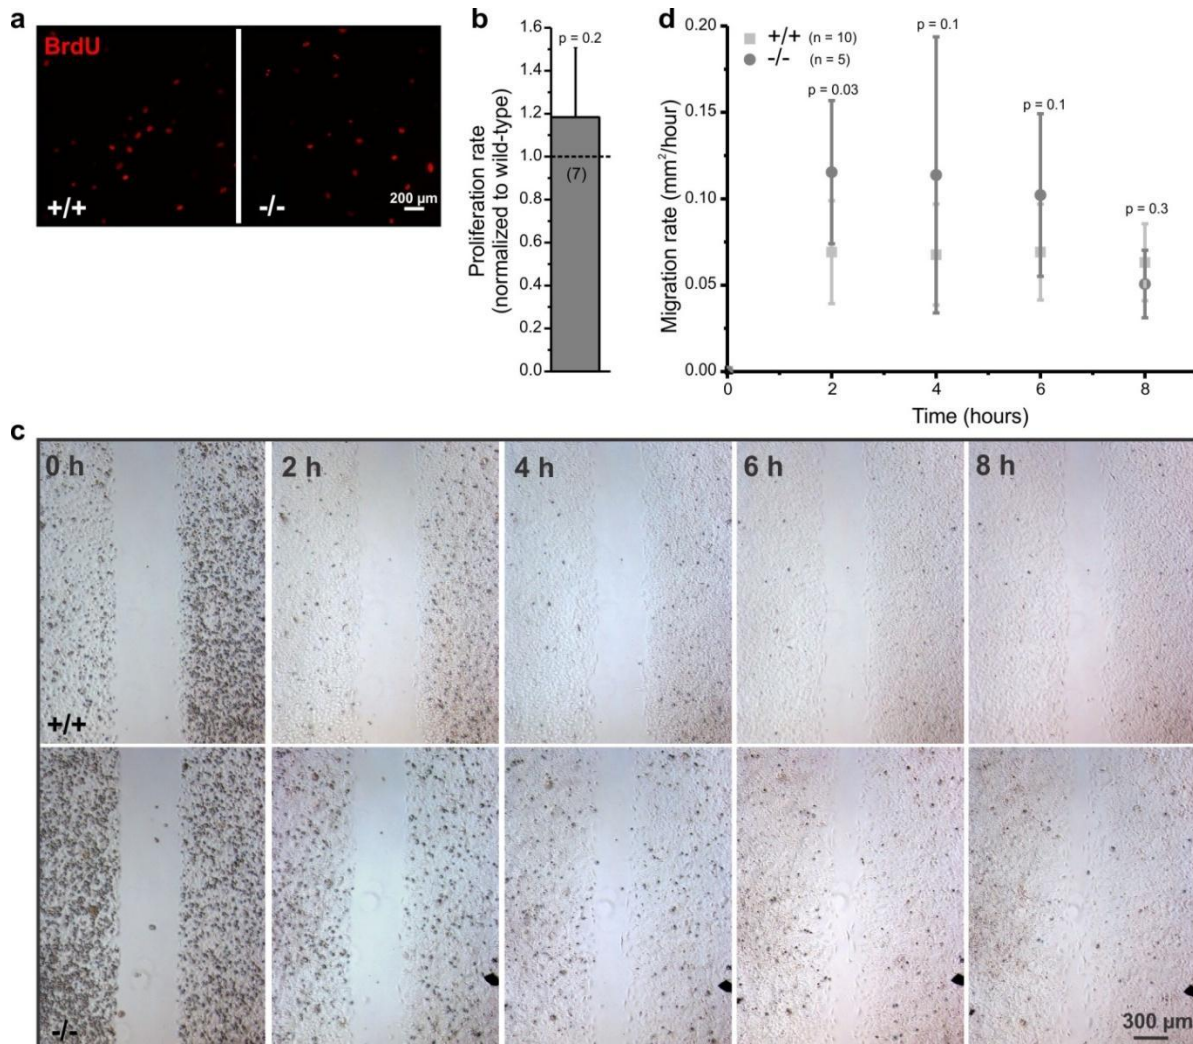 a
BrdU
+/+
-/-
200 µm
b
Proliferation rate
(normalized to wild-type)
1.6
1.4
1.2
1.0
0.8
0.6
0.4
0.2
0.0
p = 0.2
(7)
d
Migration rate (mm²/hour)
0.20
0.15
0.10
0.05
0.00
+/+ (n = 10)
-/- (n = 5)
p = 0.03
p = 0.1
p = 0.1
p = 0.3
0 2 4 6 8
Time (hours)
c
0 h 2 h 4 h 6 h 8 h
+/+
-/-
300 µm